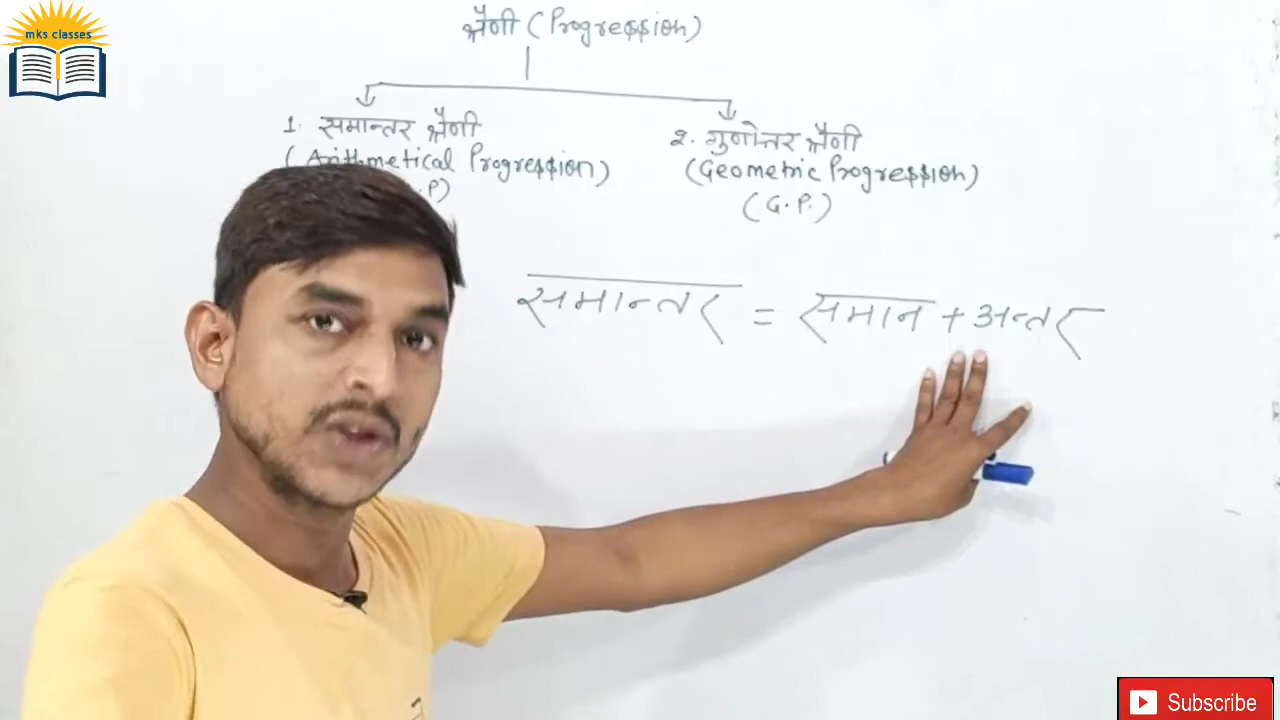 mks classes
श्रैणी (Progression)
1. समान्तर श्रैणी
(Arithmetical Progression)
.P)
2. गुणोत्तर श्रैणी
(Geometric Progression)
(G.P.)
समान्तर = समान + अन्तर
Subscribe